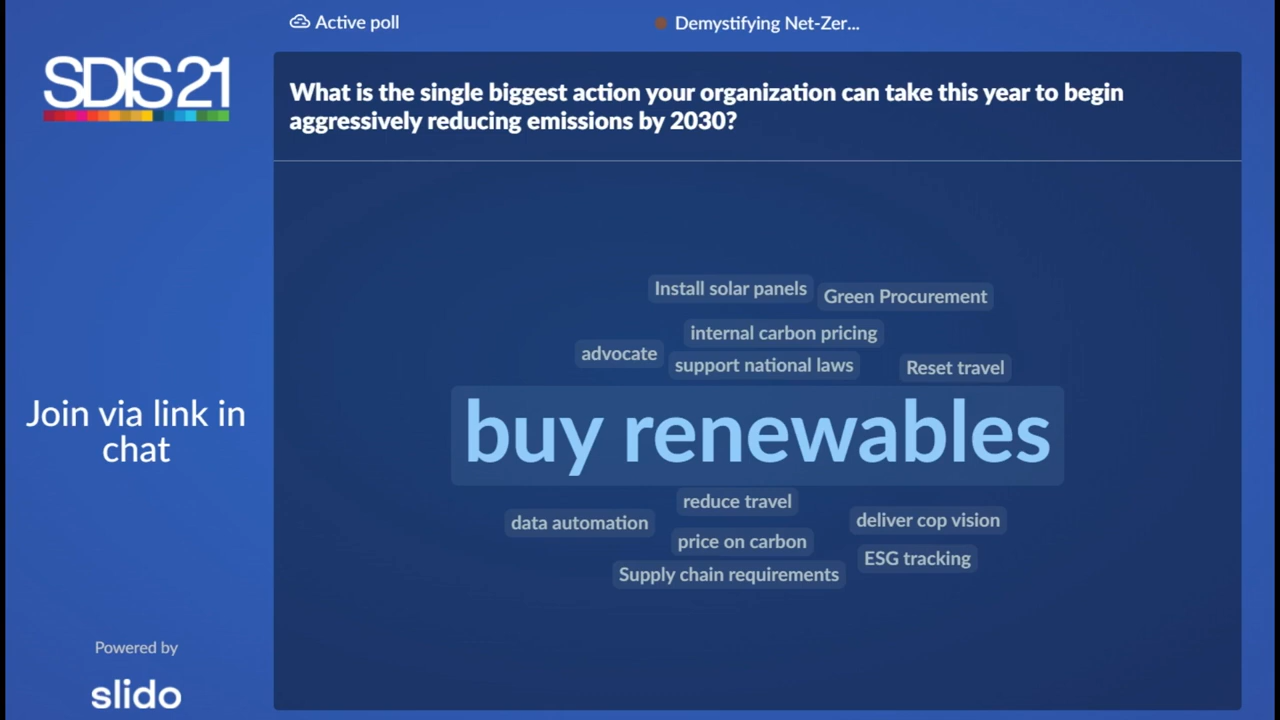 Active poll
Demystifying Net-Zer...
SDIS21
What is the single biggest action your organization can take this year to begin
aggressively reducing emissions by 2030?
Install solar panels
Green Procurement
internal carbon pricing
advocate
support national laws
Reset travel
buy renewables
reduce travel
data automation
deliver cop vision
price on carbon
ESG tracking
Supply chain requirements
Join via link in
chat
Powered by
slido